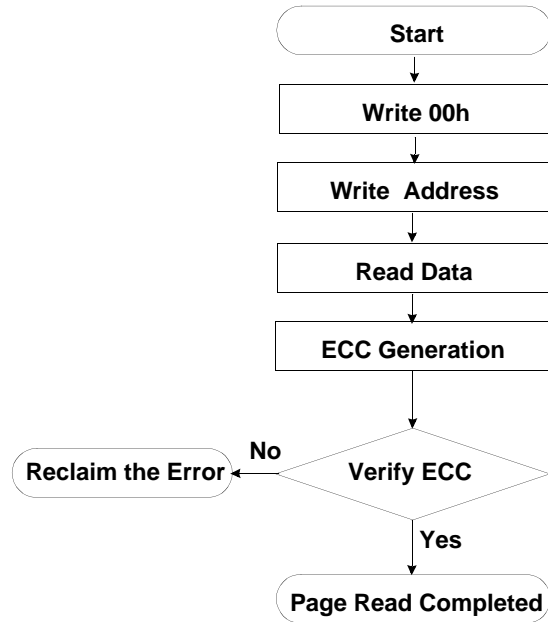 Start
Write 00h
Write Address
Read Data
ECC Generation
No
Reclaim the Error
Verify ECC
Yes
Page Read Completed